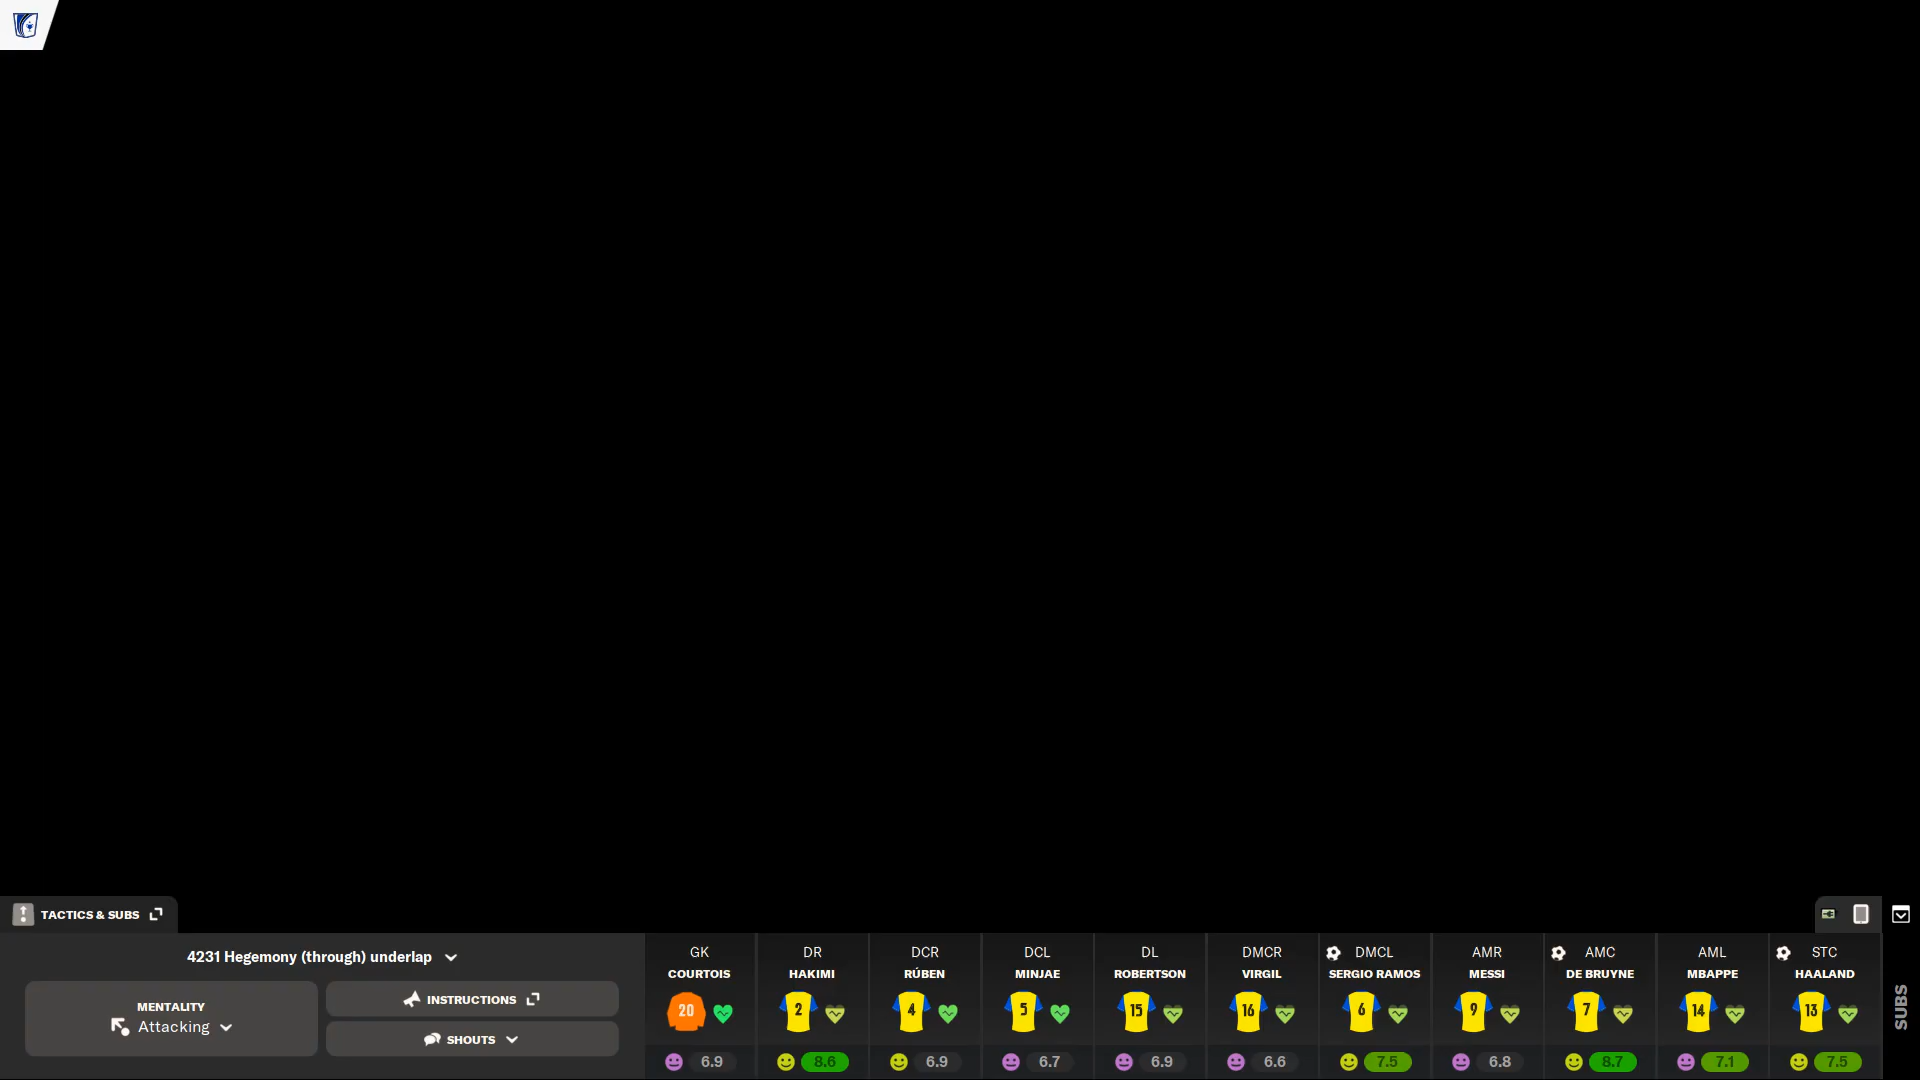 TACTICS & SUBS
4231 Hegemony (through) underlap
MENTALITY
Attacking
INSTRUCTIONS
SHOUTS
GK DR DCR DCL DL DMCR DMCL AMR AMC AML STC
COURTOIS HAKIMI RÚBEN MINJAE ROBERTSON VIRGIL SERGIO RAMOS MESSI DE BRUYNE MBAPPE HAALAND
20 2 4 5 15 16 6 9 7 14 13
6.9 8.6 6.9 6.7 6.9 6.6 7.5 6.8 8.7 7.1 7.5
SUBS